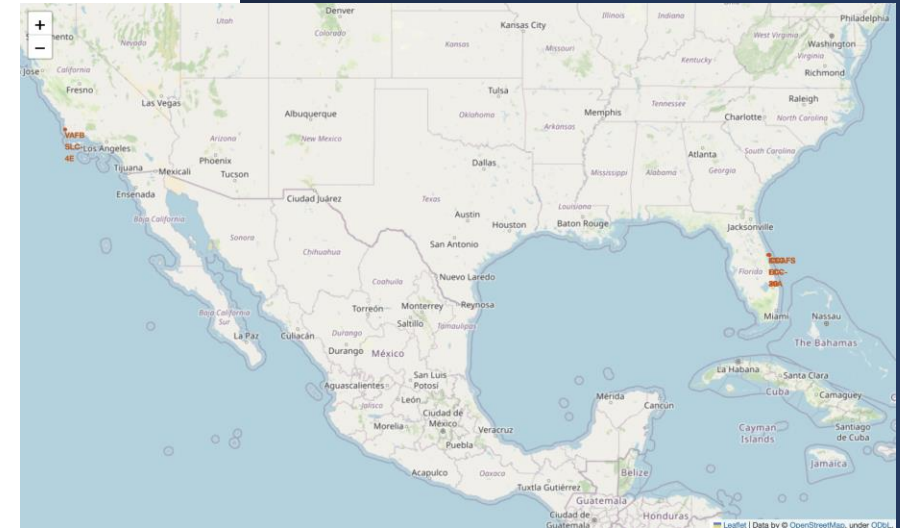 +
−
Denver
Utah
Colorado
Kansas
Kansas City
Missouri
Illinois
Indiana
Kentucky
West Virginia
Philadelphia
Washington
Virginia
Richmond
Nevada
Jose
California
Fresno
Las Vegas
Tulsa
Oklahoma
Albuquerque
New Mexico
Arizona
Memphis
Tennessee
Arkansas
Raleigh
Charlotte
North Carolina
VAFB
SLC-
4E
Los Angeles
Phoenix
Tucson
Tijuana
Mexicali
Dallas
Mississippi
Alabama
Atlanta
Georgia
South Carolina
Ensenada
Ciudad Juárez
Texas
Louisiana
Baja California
Sonora
Chihuahua
Austin
Houston
Baton Rouge
Jacksonville
San Antonio
Coahuila
Nuevo Laredo
Florida
Baja California
Sur
La Paz
Culiacán
Torreón
Monterrey
Reynosa
Saltillo
Tamaulipas
Durango
Durango
México
Miami
Nassau
The Bahamas
San Luis
Potosí
Aguascalientes
León
Jalisco
Ciudad de
México
Morelia
Puebla
Veracruz
Mérida
Cancún
La Habana
Santa Clara
Cuba
Camagüey
Cayman
Islands
Santiago
de Cuba
Jamaica
Acapulco
Oaxaca
Tuxtla Gutiérrez
Belize
Guatemala
Ciudad de
Guatemala
Honduras
Leaflet | Data by © OpenStreetMap, under ODbL.